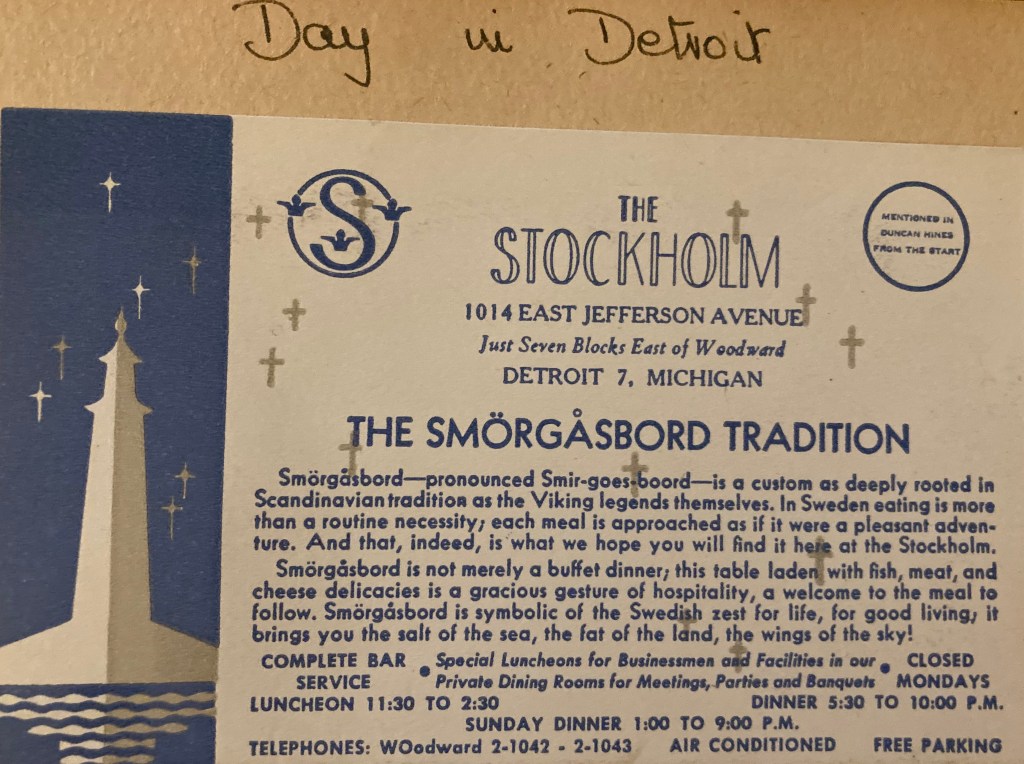 Day in Detroit
S
THE
STOCKHOLM
MENTIONED IN
DUNCAN HINES
FROM THE START
1014 EAST JEFFERSON AVENUE
Just Seven Blocks East of Woodward
DETROIT 7, MICHIGAN
THE SMÖRGÅSBORD TRADITION
Smörgåsbord—pronounced Smir-goes-boord—is a custom as deeply rooted in
Scandinavian tradition as the Viking legends themselves. In Sweden eating is more
than a routine necessity; each meal is approached as if it were a pleasant adven-
ture. And that, indeed, is what we hope you will find it here at the Stockholm.
Smörgåsbord is not merely a buffet dinner; this table laden with fish, meat, and
cheese delicacies is a gracious gesture of hospitality, a welcome to the meal to
follow. Smörgåsbord is symbolic of the Swedish zest for life, for good living; it
brings you the salt of the sea, the fat of the land, the wings of the sky!
COMPLETE BAR
SERVICE
• Special Luncheons for Businessmen and Facilities in our •
Private Dining Rooms for Meetings, Parties and Banquets
CLOSED
MONDAYS
LUNCHEON 11:30 TO 2:30 DINNER 5:30 TO 10:00 P.M.
SUNDAY DINNER 1:00 TO 9:00 P.M.
TELEPHONES: WOodward 2-1042 - 2-1043 AIR CONDITIONED FREE PARKING